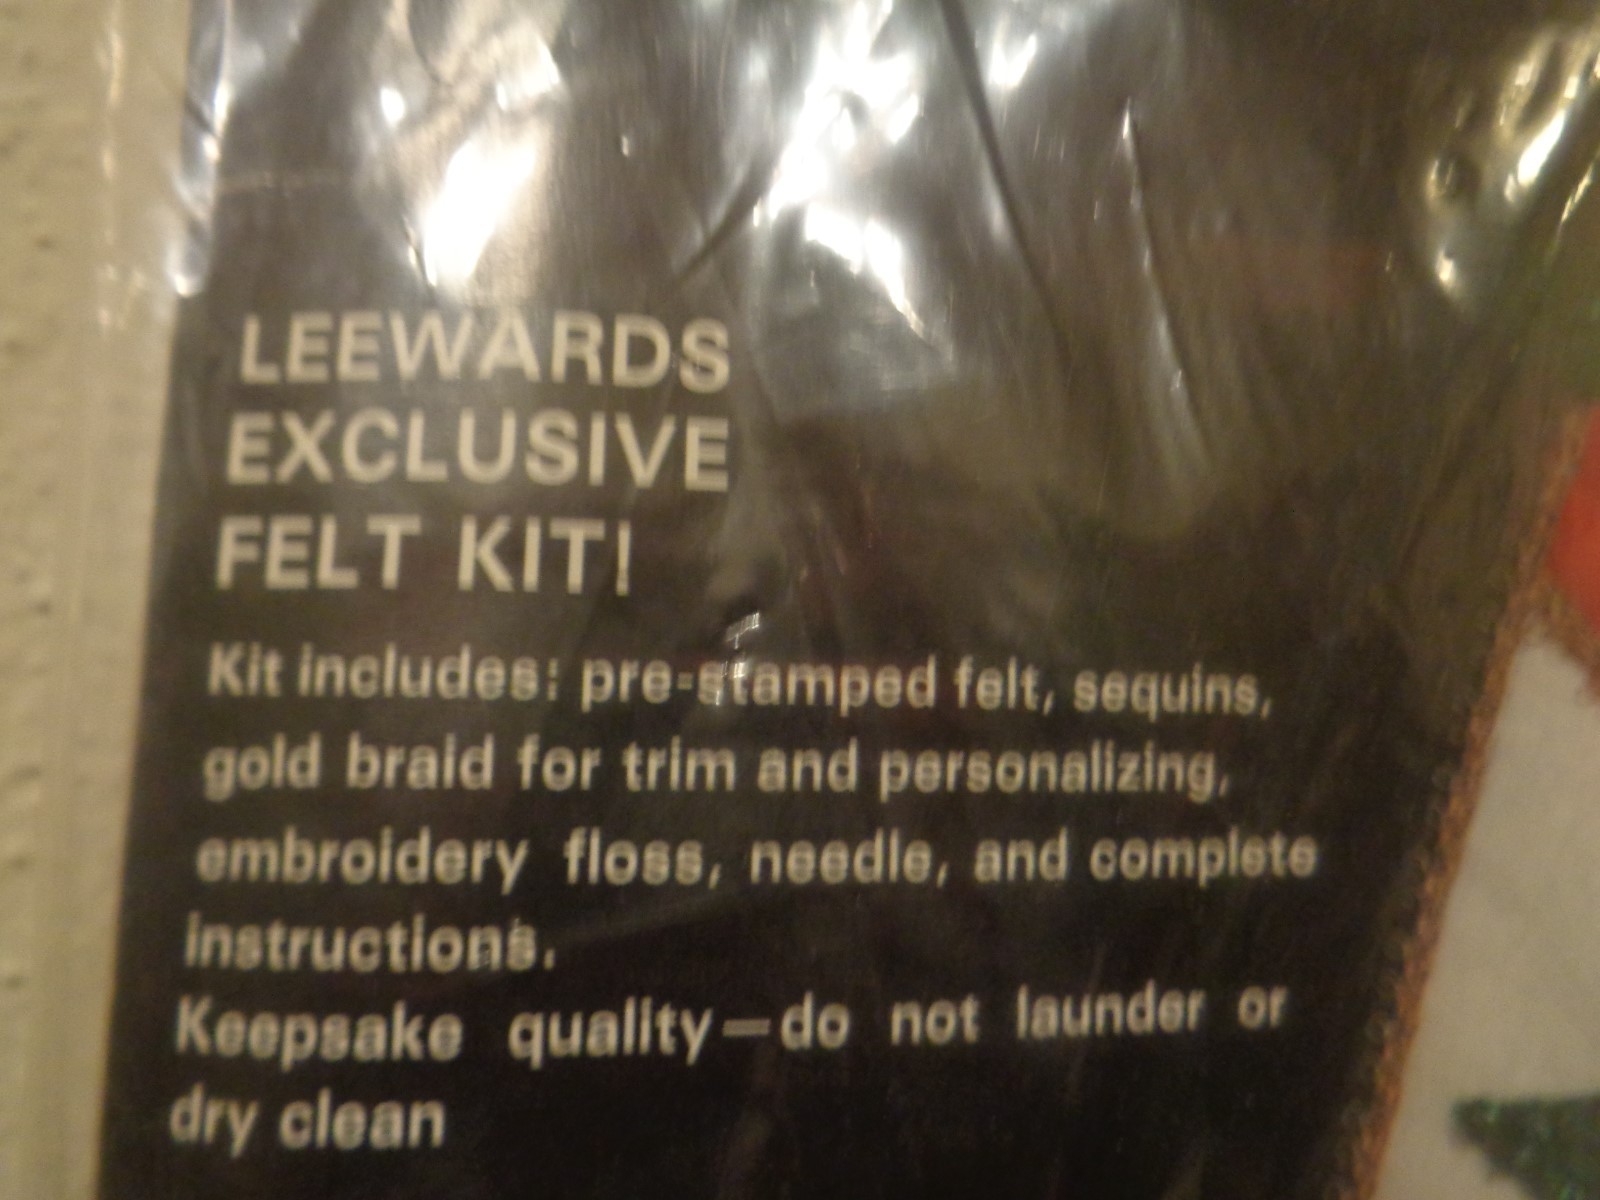 LEEWARDS
EXCLUSIVE
FELT KIT!
Kit includes: pre-stamped felt, sequins,
gold braid for trim and personalizing,
embroidery floss, needle, and complete
instructions.
Keepsake quality—do not launder or
dry clean